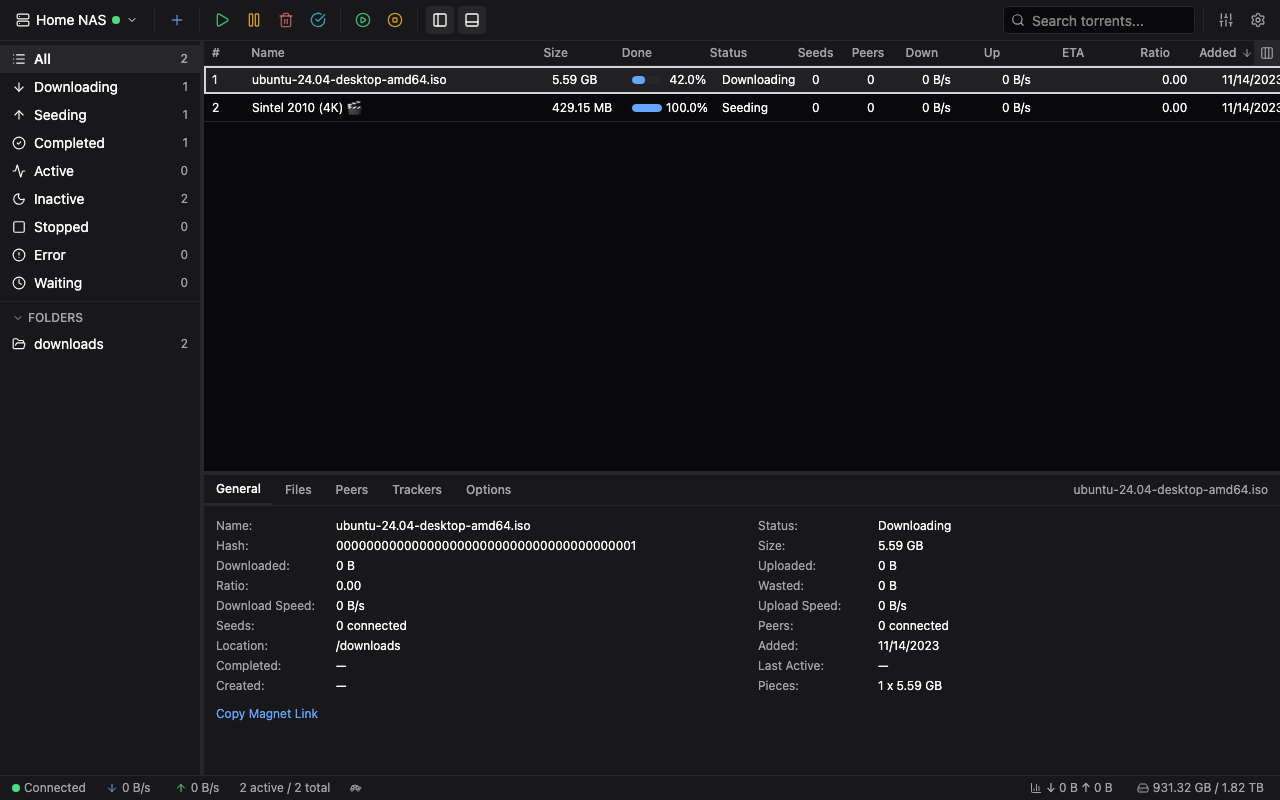 Home NAS
Search torrents...
All 2
Downloading 1
Seeding 1
Completed 1
Active 0
Inactive 2
Stopped 0
Error 0
Waiting 0
FOLDERS
downloads 2
# Name Size Done Status Seeds Peers Down Up ETA Ratio Added
1 ubuntu-24.04-desktop-amd64.iso 5.59 GB 42.0% Downloading 0 0 0 B/s 0 B/s 0.00 11/14/2023
2 Sintel 2010 (4K) 🎬 429.15 MB 100.0% Seeding 0 0 0 B/s 0 B/s 0.00 11/14/2023
General Files Peers Trackers Options ubuntu-24.04-desktop-amd64.iso
Name: ubuntu-24.04-desktop-amd64.iso Status: Downloading
Hash: 0000000000000000000000000000000000000001 Size: 5.59 GB
Downloaded: 0 B Uploaded: 0 B
Ratio: 0.00 Wasted: 0 B
Download Speed: 0 B/s Upload Speed: 0 B/s
Seeds: 0 connected Peers: 0 connected
Location: /downloads Added: 11/14/2023
Completed: — Last Active: —
Created: — Pieces: 1 x 5.59 GB
Copy Magnet Link
Connected ↓ 0 B/s ↑ 0 B/s 2 active / 2 total ↓ 0 B ↑ 0 B 931.32 GB / 1.82 TB